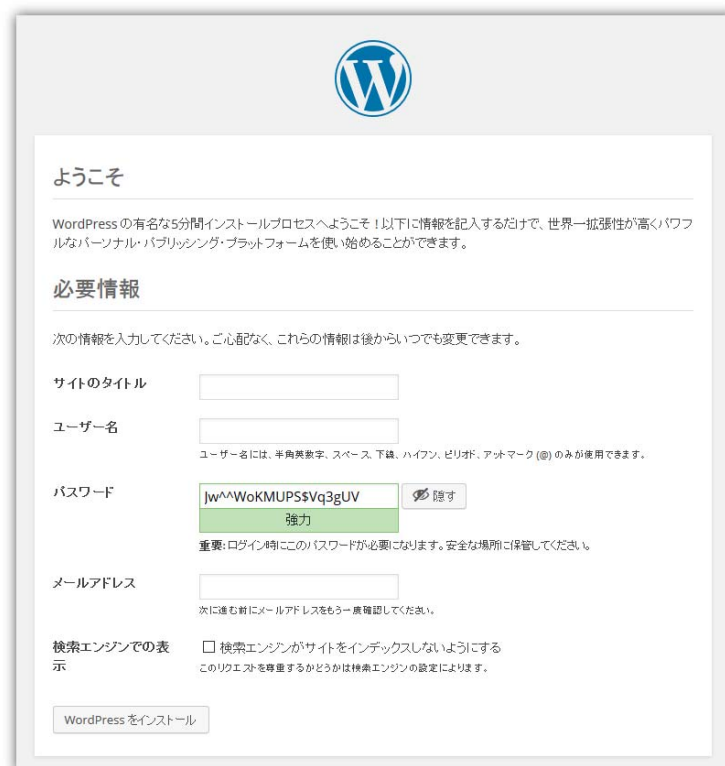 ようこそ
WordPress の有名な5分間インストールプロセスへようこそ！以下に情報を記入するだけで、世界一拡張性が高くパワフ
ルなパーソナル・パブリッシング・プラットフォームを使い始めることができます。
必要情報
次の情報を入力してください。ご心配なく、これらの情報は後からいつでも変更できます。
サイトのタイトル
ユーザー名
ユーザー名には、半角英数字、スペース、下線、ハイフン、ピリオド、アットマーク (@) のみが使用できます。
パスワード
Jw^^WoKMUPS$Vq3gUV
隠す
強力
重要: ログイン時にこのパスワードが必要になります。安全な場所に保管してください。
メールアドレス
次に進む前にメールアドレスをもう一度確認してください。
検索エンジンでの表
示
検索エンジンがサイトをインデックスしないようにする
このリクエストを尊重するかどうかは検索エンジンの設定によります。
WordPress をインストール